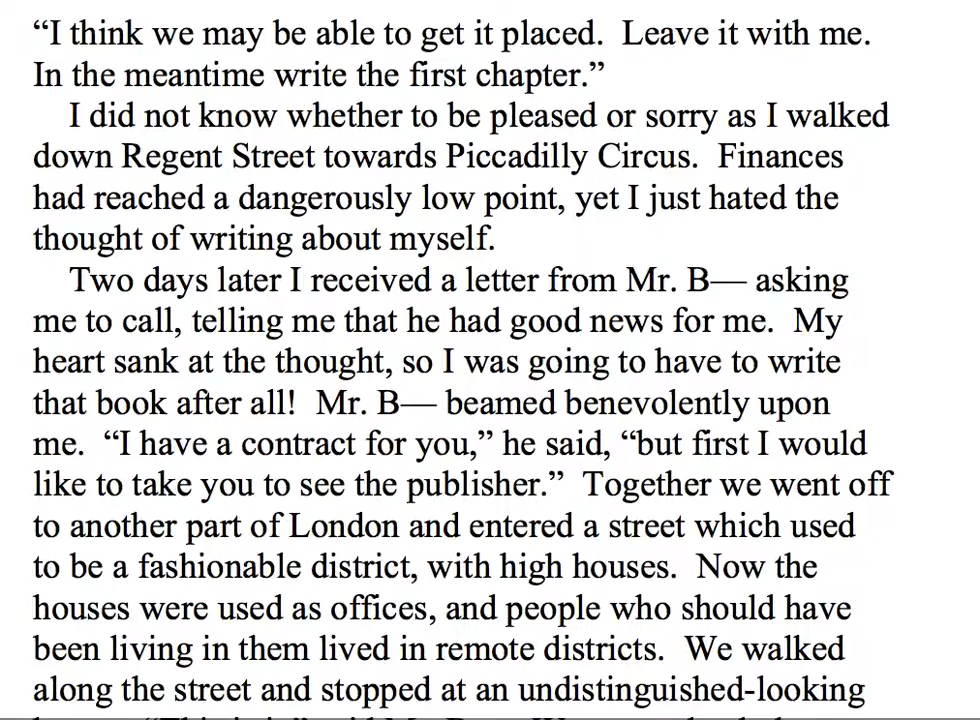 “I think we may be able to get it placed.  Leave it with me.
In the meantime write the first chapter.”
I did not know whether to be pleased or sorry as I walked
down Regent Street towards Piccadilly Circus.  Finances
had reached a dangerously low point, yet I just hated the
thought of writing about myself.
Two days later I received a letter from Mr. B— asking
me to call, telling me that he had good news for me.  My
heart sank at the thought, so I was going to have to write
that book after all!  Mr. B— beamed benevolently upon
me.  “I have a contract for you,” he said, “but first I would
like to take you to see the publisher.”  Together we went off
to another part of London and entered a street which used
to be a fashionable district, with high houses.  Now the
houses were used as offices, and people who should have
been living in them lived in remote districts.  We walked
along the street and stopped at an undistinguished-looking